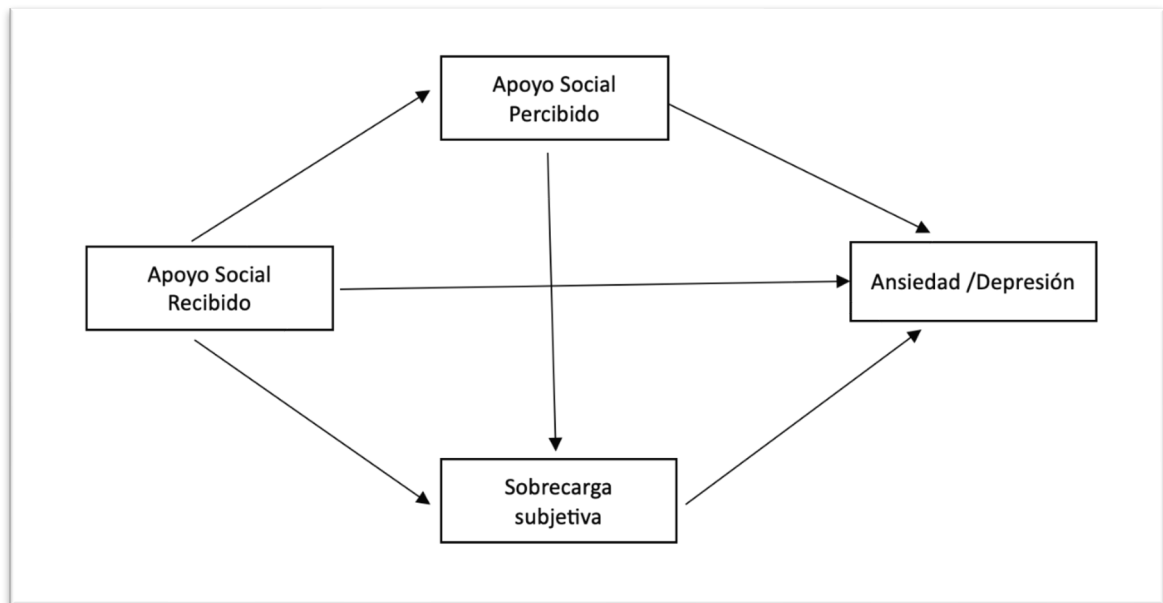 Apoyo Social
Percibido
Apoyo Social
Recibido
Ansiedad /Depresión
Sobrecarga
subjetiva